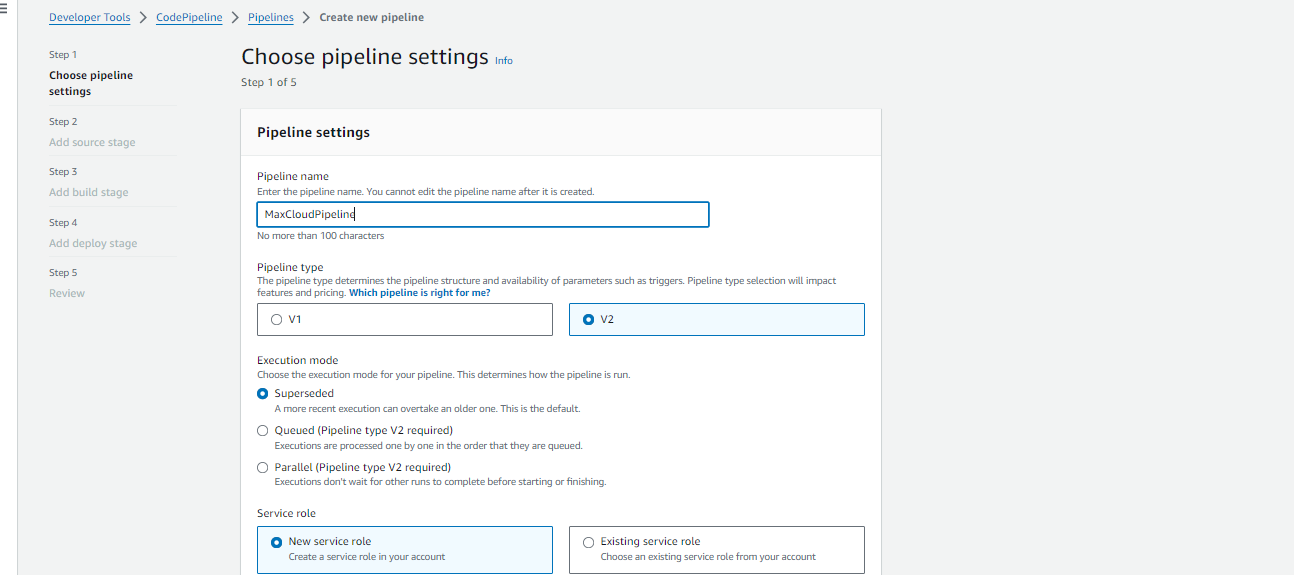 Developer Tools > CodePipeline > Pipelines > Create new pipeline
Step 1
Choose pipeline
settings
Step 2
Add source stage
Step 3
Add build stage
Step 4
Add deploy stage
Step 5
Review
Choose pipeline settings Info
Step 1 of 5
Pipeline settings
Pipeline name
Enter the pipeline name. You cannot edit the pipeline name after it is created.
MaxCloudPipeline
No more than 100 characters
Pipeline type
The pipeline type determines the pipeline structure and availability of parameters such as triggers. Pipeline type selection will impact
features and pricing. Which pipeline is right for me?
V1
V2
Execution mode
Choose the execution mode for your pipeline. This determines how the pipeline is run.
Superseded
A more recent execution can overtake an older one. This is the default.
Queued (Pipeline type V2 required)
Executions are processed one by one in the order that they are queued.
Parallel (Pipeline type V2 required)
Executions don't wait for other runs to complete before starting or finishing.
Service role
New service role
Create a service role in your account
Existing service role
Choose an existing service role from your account